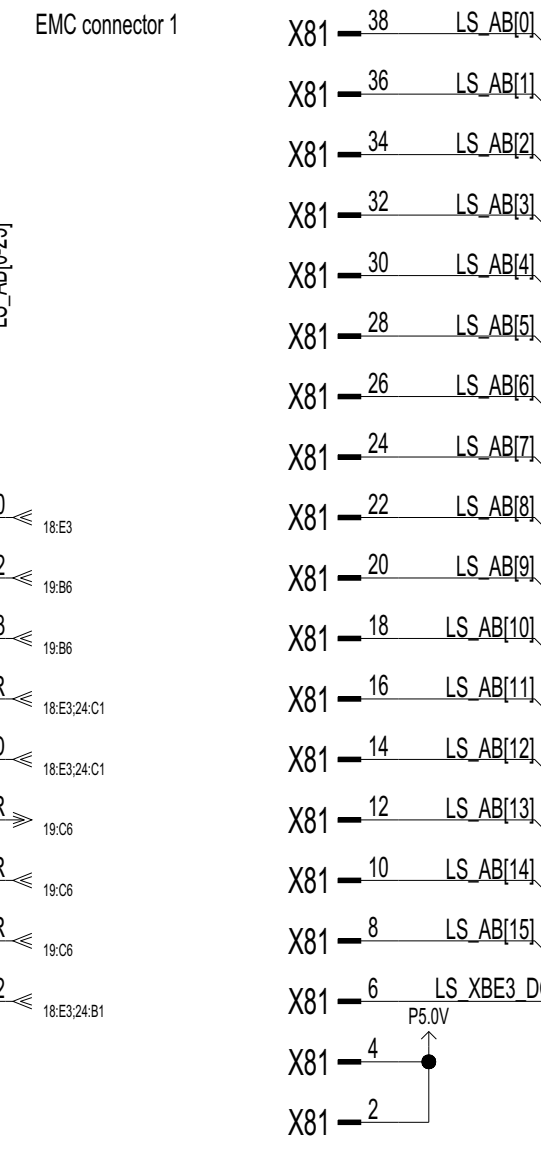 EMC connector 1
X81 38 LS_AB[0]
X81 36 LS_AB[1]
X81 34 LS_AB[2]
X81 32 LS_AB[3]
X81 30 LS_AB[4]
X81 28 LS_AB[5]
X81 26 LS_AB[6]
X81 24 LS_AB[7]
18:E3
X81 22 LS_AB[8]
2
19:B6
X81 20 LS_AB[9]
19:B6
X81 18 LS_AB[10]
R
18:E3;24:C1
X81 16 LS_AB[11]
18:E3;24:C1
X81 14 LS_AB[12]
R
19:C6
X81 12 LS_AB[13]
R
19:C6
X81 10 LS_AB[14]
R
19:C6
X81 8 LS_AB[15]
2
18:E3;24:B1
X81 6
P5.0V
X81 4
X81 2